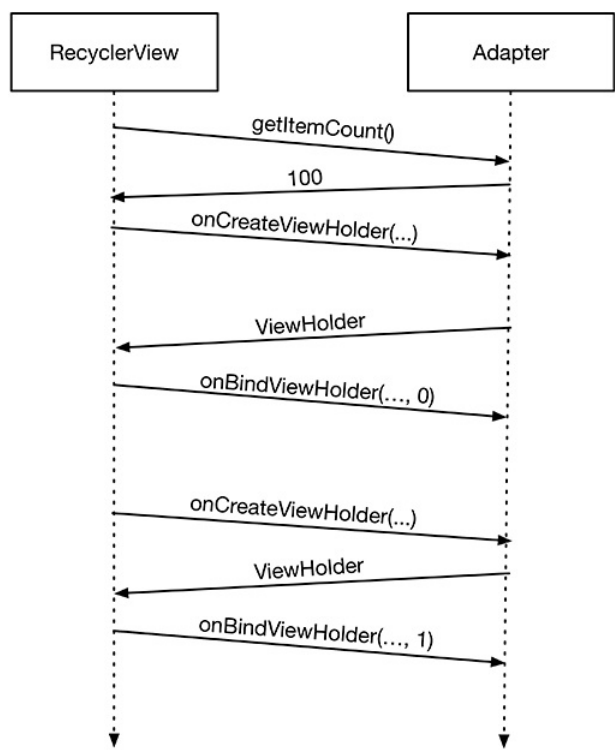 RecyclerView
Adapter
getItemCount()
100
onCreateViewHolder(...)
ViewHolder
onBindViewHolder(..., 0)
onCreateViewHolder(...)
ViewHolder
onBindViewHolder(..., 1)